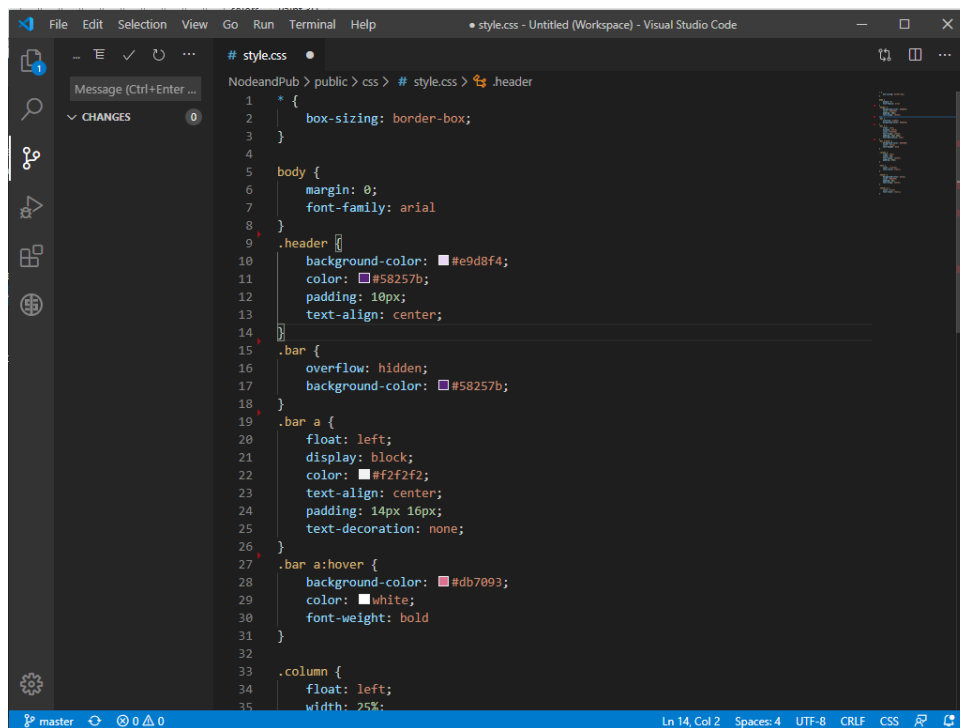 File Edit Selection View Go Run Terminal Help
● style.css - Untitled (Workspace) - Visual Studio Code
# style.css ●
NodeandPub > public > css > # style.css > .header
1
Message (Ctrl+Enter ...
CHANGES 0
1 * {
2 box-sizing: border-box;
3 }
4
5 body {
6 margin: 0;
7 font-family: arial
8 }
9 .header {
10 background-color: #e9d8f4;
11 color: #58257b;
12 padding: 10px;
13 text-align: center;
14 }
15 .bar {
16 overflow: hidden;
17 background-color: #58257b;
18 }
19 .bar a {
20 float: left;
21 display: block;
22 color: #f2f2f2;
23 text-align: center;
24 padding: 14px 16px;
25 text-decoration: none;
26 }
27 .bar a:hover {
28 background-color: #db7093;
29 color: white;
30 font-weight: bold
31 }
32
33 .column {
34 float: left;
35 width: 25%;
master 0 0 Ln 14, Col 2 Spaces: 4 UTF-8 CRLF CSS